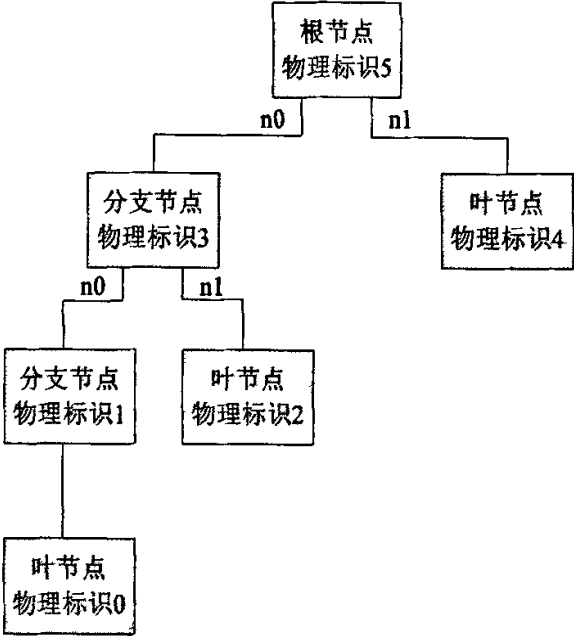 根节点
物理标识5
n0
n1
分支节点
物理标识3
叶节点
物理标识4
n0
n1
分支节点
物理标识1
叶节点
物理标识2
叶节点
物理标识0